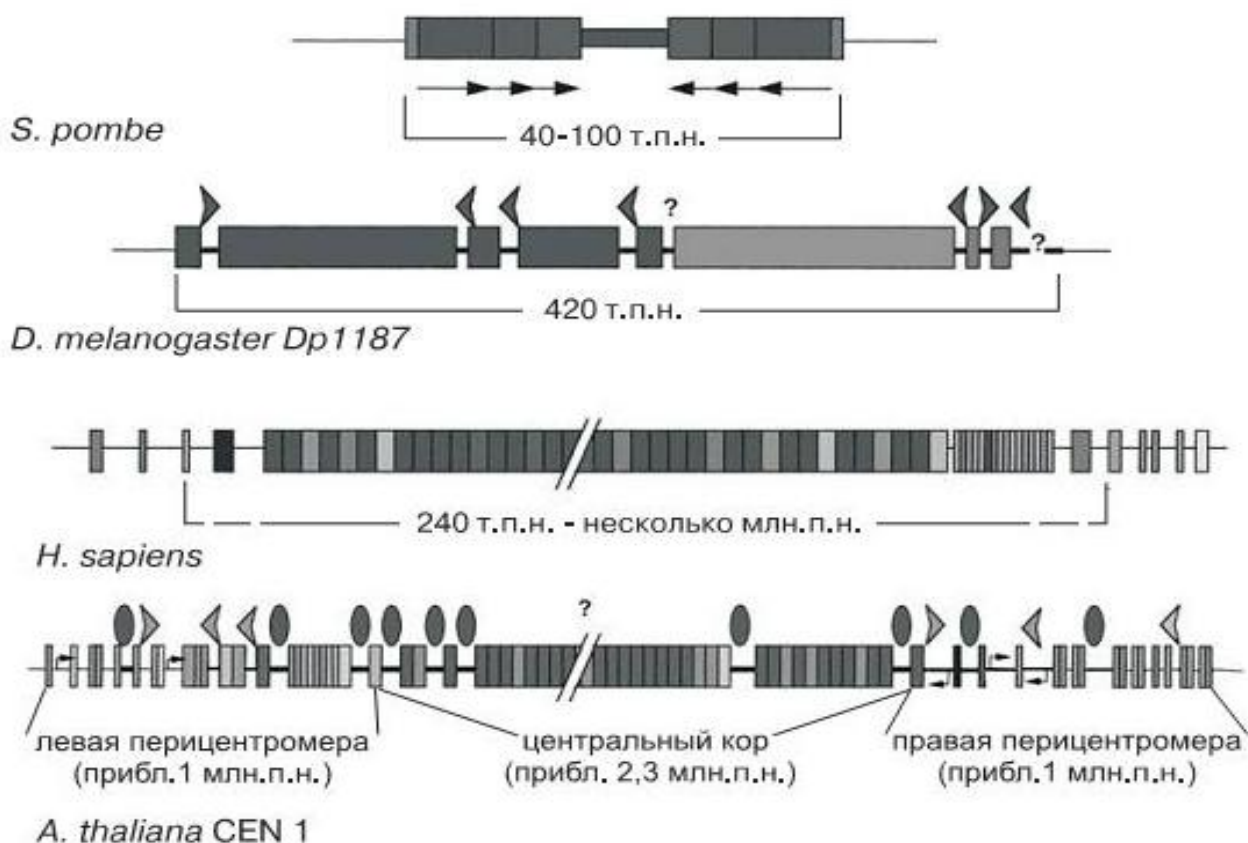 40-100 т.п.н.
S. pombe
?
?
420 т.п.н.
D. melanogaster Dp1187
240 т.п.н. - несколько млн.п.н.
H. sapiens
?
левая перицентромера
(прибл.1 млн.п.н.)
центральный кор
(прибл. 2,3 млн.п.н.)
правая перицентромера
(прибл.1 млн.п.н.)
A. thaliana CEN 1